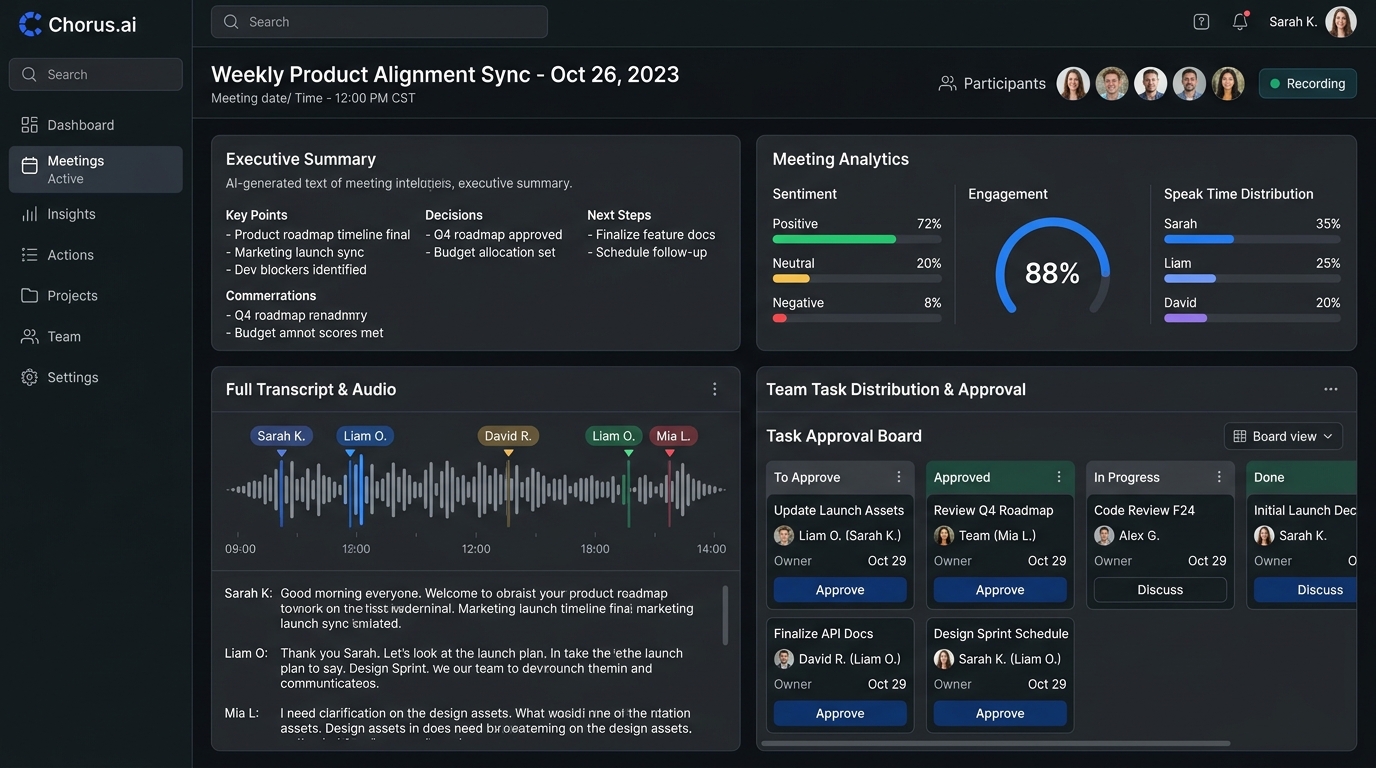 Chorus.ai
Search
Dashboard
Meetings
Active
Insights
Actions
Projects
Team
Settings
Search
?
Sarah K.
Weekly Product Alignment Sync - Oct 26, 2023
Meeting date/ Time - 12:00 PM CST
Participants
Recording
Executive Summary
AI-generated text of meeting executive summary.
Key Points
- Product roadmap timeline final
- Marketing launch sync
- Dev blockers identified
Decisions
- Q4 roadmap approved
- Budget allocation set
Next Steps
- Finalize feature docs
- Schedule follow-up
Commerrations
- Q4 roadmap renadmry
- Budget amnot scores met
Meeting Analytics
Sentiment
Positive 72%
Neutral 20%
Negative 8%
Engagement
88%
Speak Time Distribution
Sarah 35%
Liam 25%
David 20%
Full Transcript & Audio
Sarah K. Liam O. David R. Liam O. Mia L.
09:00 12:00 12:00 18:00 14:00
Sarah K: Good morning everyone. Welcome to obraist your product roadmap
towork on the Marketing launch timeline final marketing
launch sync
Liam O: Thank you Sarah. Let's look at the launch plan. In take the launch
plan to say. Design Sprint. we our team to devrounch themin and
communticateos.
Mia L: I need clarification on the design assets. What of the
assets. Design assets in does need on the design assets.
Team Task Distribution & Approval
Task Approval Board
Board view
To Approve
Update Launch Assets
Liam O. (Sarah K.)
Owner Oct 29
Approve
Finalize API Docs
David R. (Liam O.)
Owner Oct 29
Approve
Approved
Review Q4 Roadmap
Team (Mia L.)
Owner Oct 29
Approve
Design Sprint Schedule
Sarah K. (Liam O.)
Owner Oct 29
Approve
In Progress
Code Review F24
Alex G.
Owner Oct 29
Discuss
Done
Initial Launch Dec
Sarah K.
Owner O
Discuss